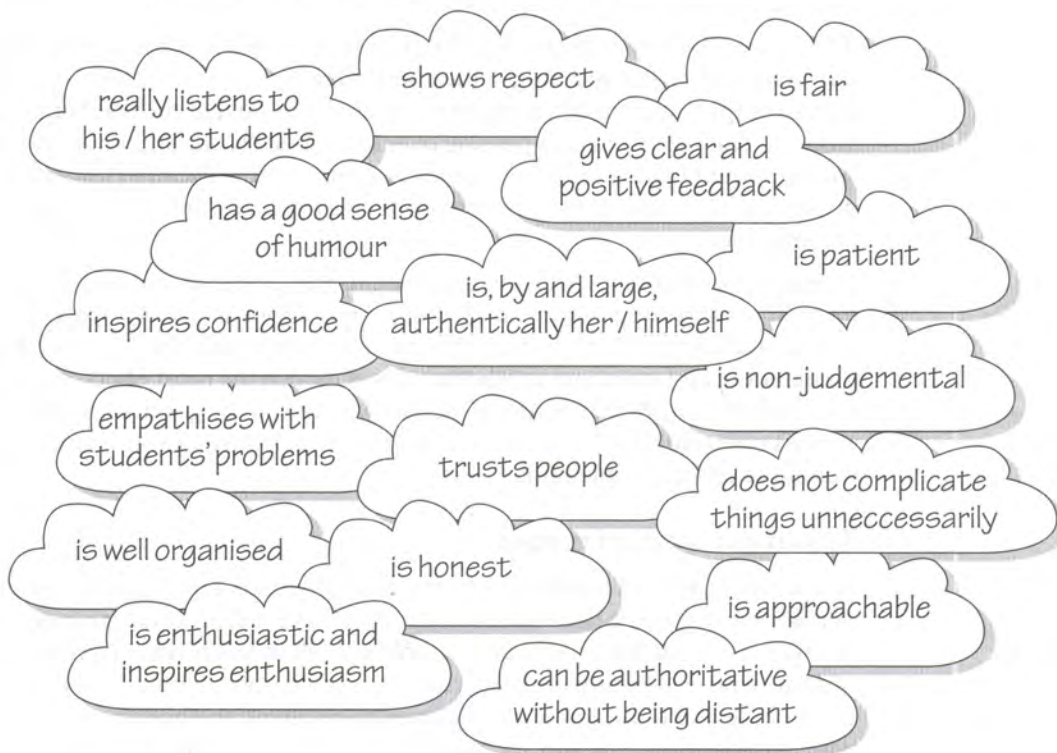 shows respect
is fair
really listens to
his / her students
gives clear and
positive feedback
has a good sense
of humour
is patient
is, by and large,
authentically her / himself
inspires confidence
is non-judgemental
empathises with
students' problems
trusts people
does not complicate
things unneccessarily
is well organised
is honest
is approachable
is enthusiastic and
inspires enthusiasm
can be authoritative
without being distant